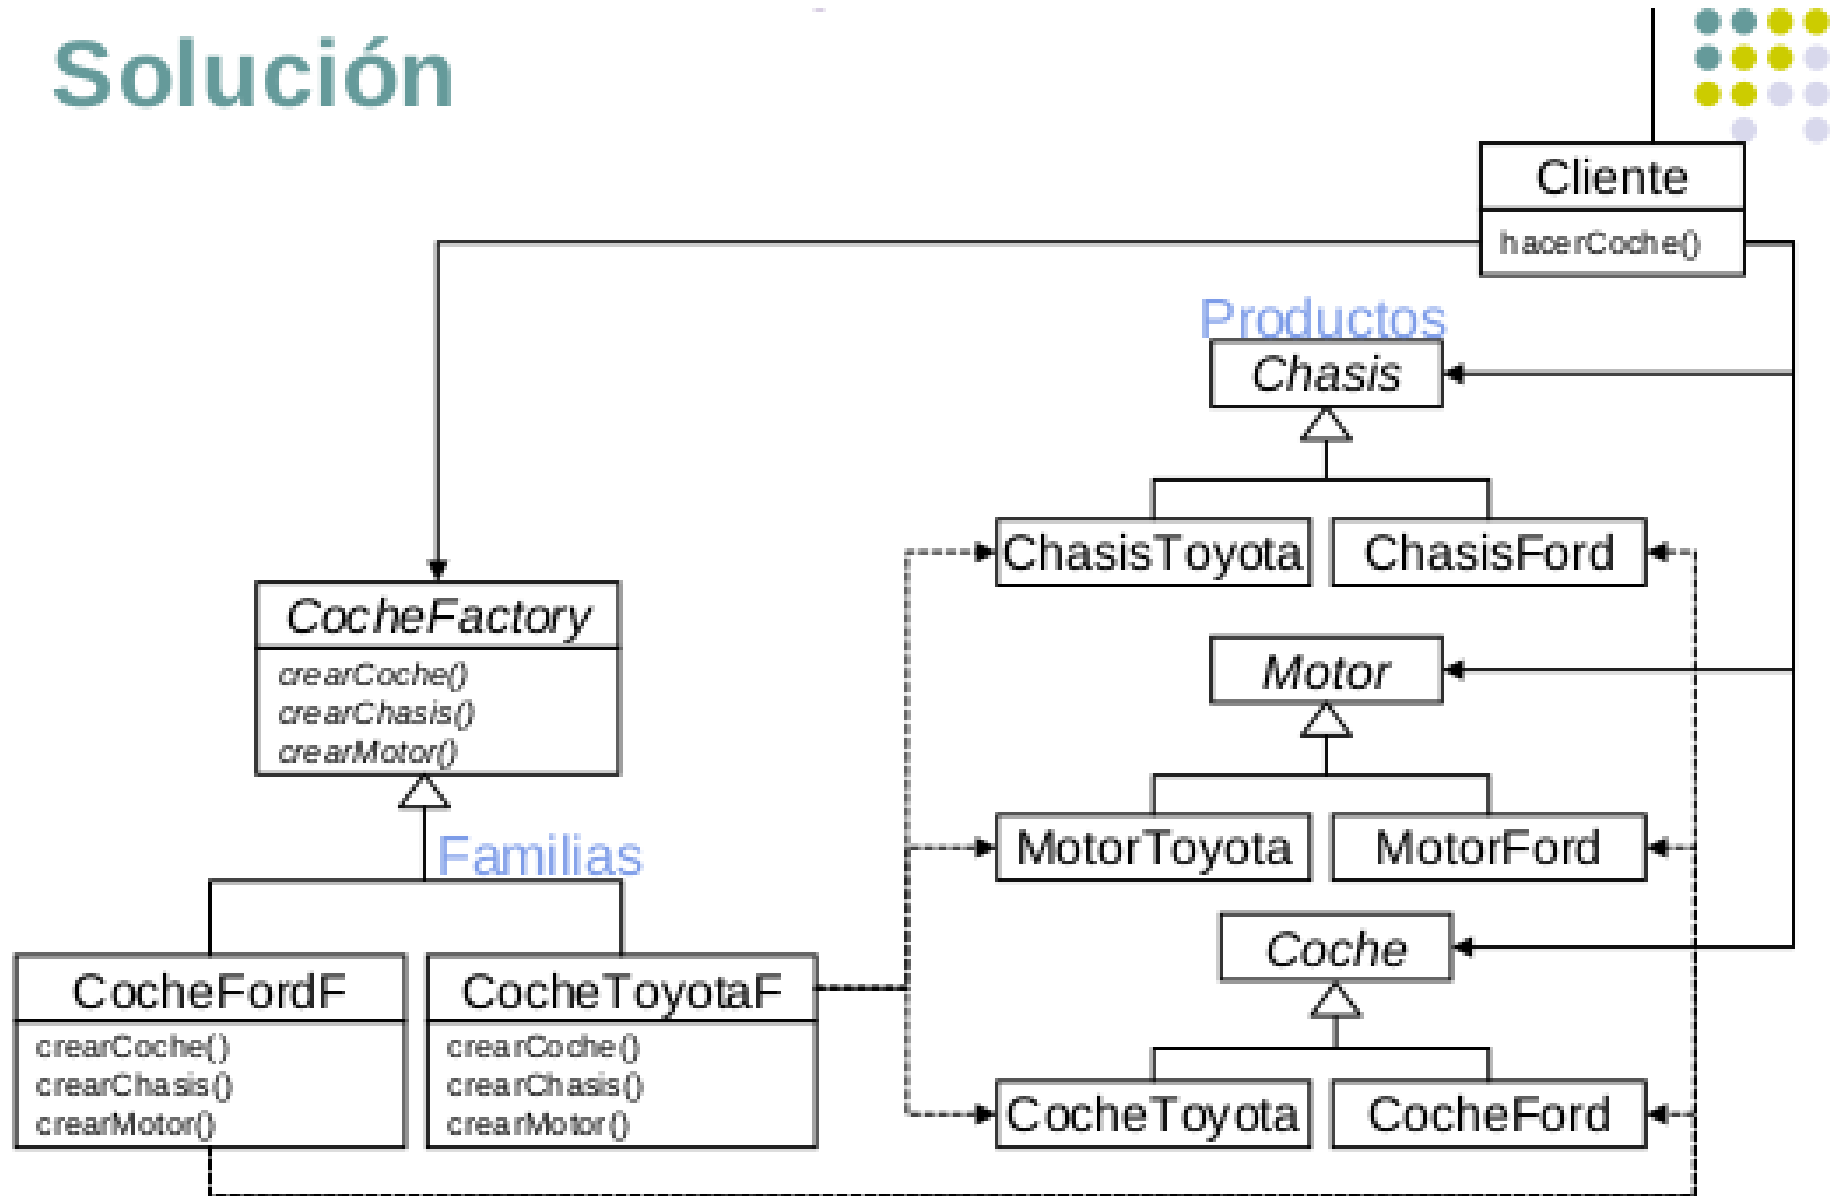 Solución
Cliente
hacerCoche()
Productos
Chasis
ChasisToyota
ChasisFord
CocheFactory
crearCoche()
crearChasis()
crearMotor()
Motor
MotorToyota
MotorFord
Familias
Coche
CocheFordF
crearCoche()
crearChasis()
crearMotor()
CocheToyotaF
crearCoche()
crearChasis()
crearMotor()
CocheToyota
CocheFord